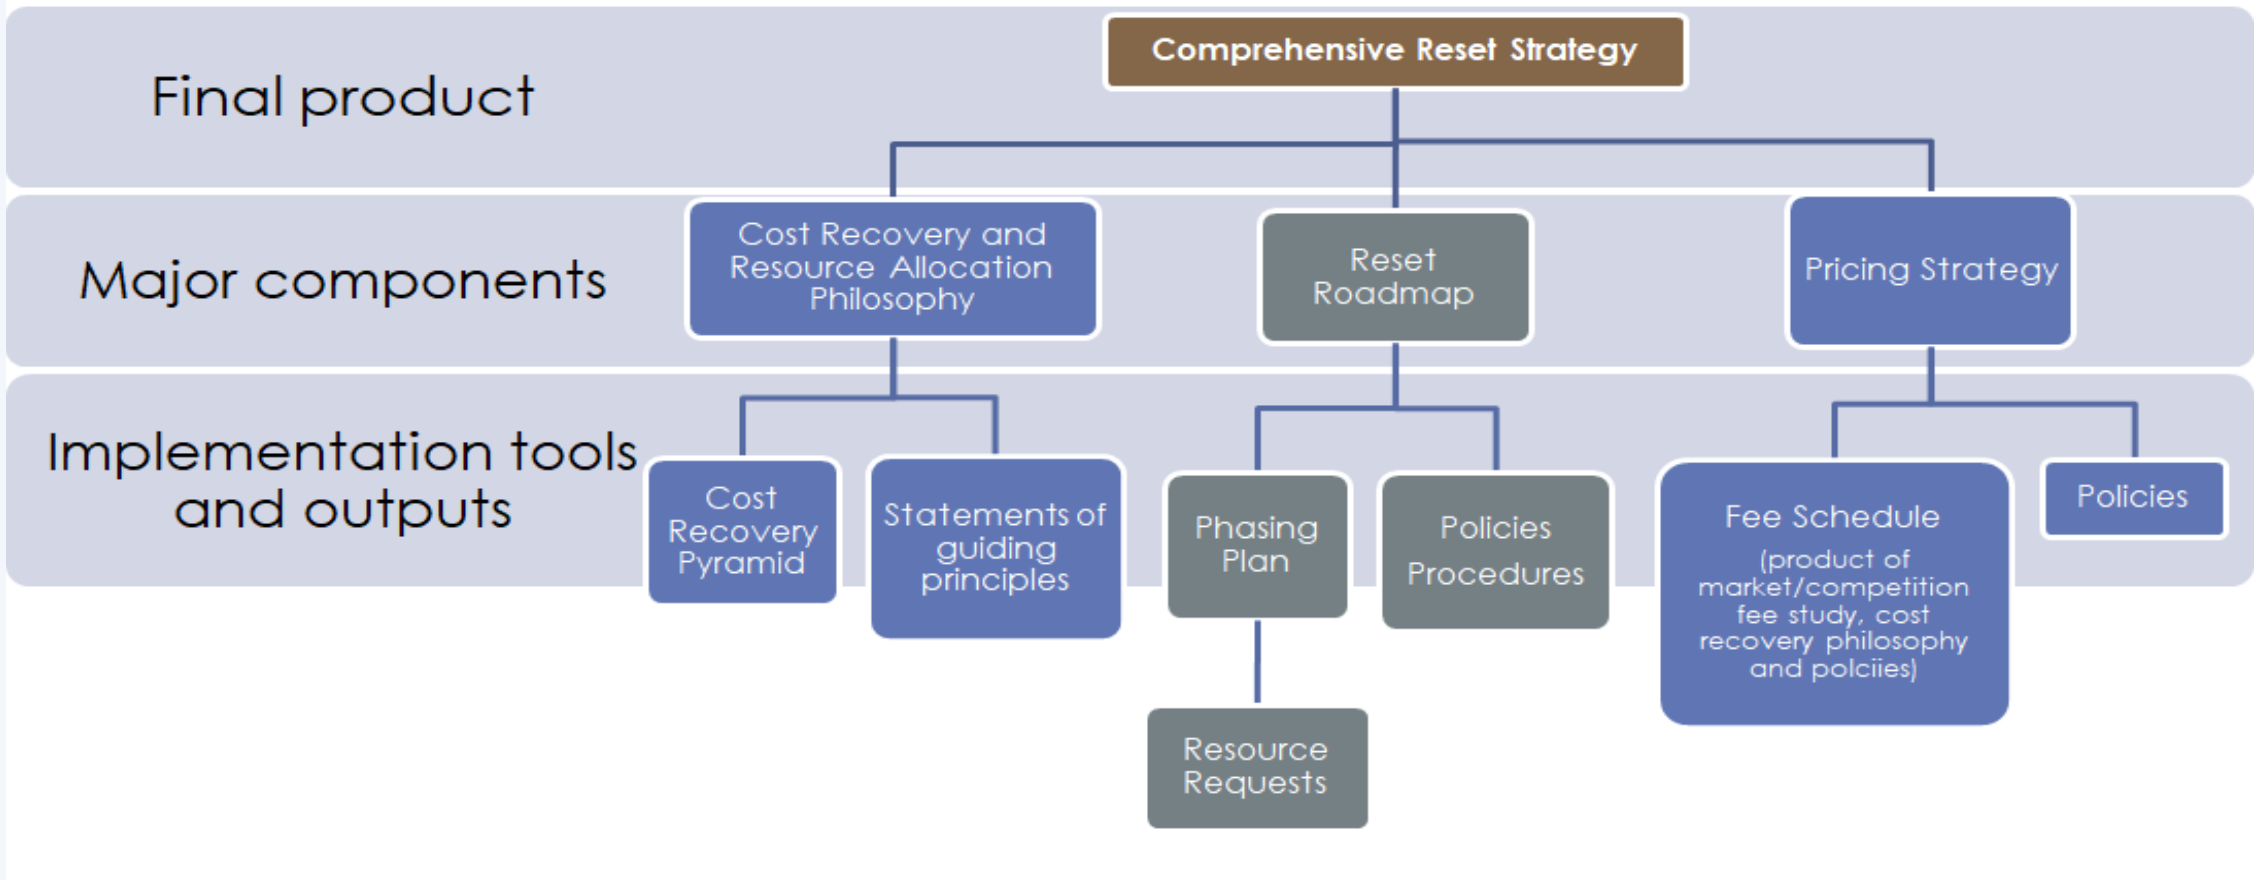 Comprehensive Reset Strategy
Final product
Major components
Cost Recovery and
Resource Allocation
Philosophy
Reset
Roadmap
Pricing Strategy
Implementation tools
and outputs
Cost
Recovery
Pyramid
Statements of
guiding
principles
Phasing
Plan
Policies
Procedures
Fee Schedule
(product of
market/competition
fee study, cost
recovery philosophy
and polciies)
Policies
Resource
Requests